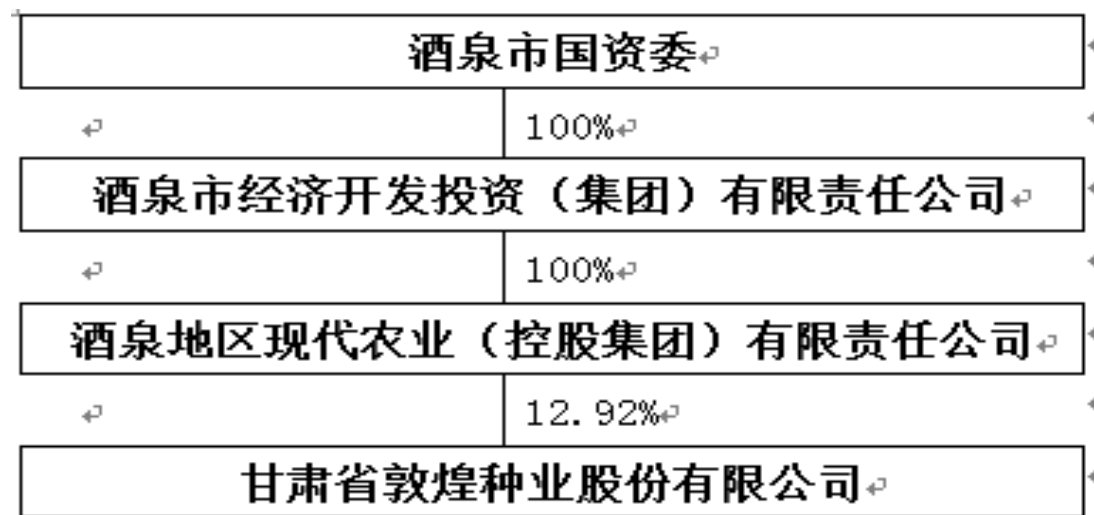 酒泉市国资委
100%
酒泉市经济开发投资（集团）有限责任公司
100%
酒泉地区现代农业（控股集团）有限责任公司
12.92%
甘肃省敦煌种业股份有限公司